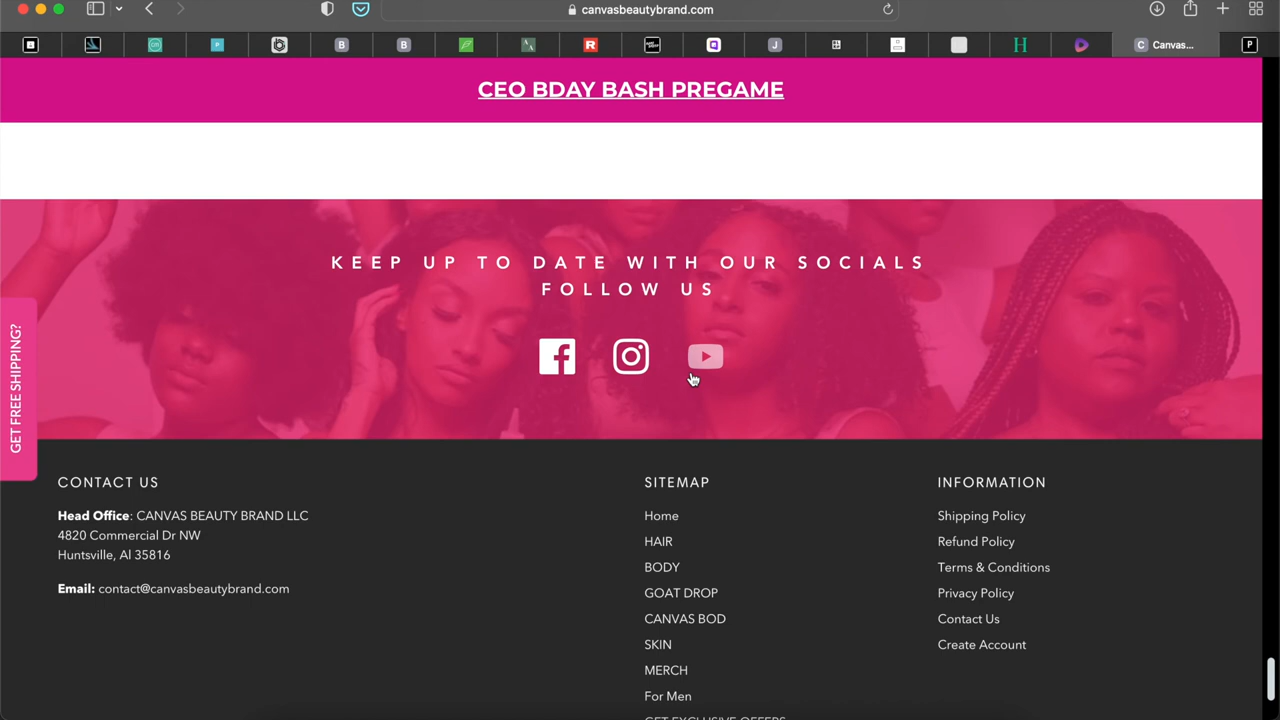 canvasbeautybrand.com
Canvas...
CEO BDAY BASH PREGAME
KEEP UP TO DATE WITH OUR SOCIALS
FOLLOW US
GET FREE SHIPPING?
CONTACT US
Head Office: CANVAS BEAUTY BRAND LLC
4820 Commercial Dr NW
Huntsville, Al 35816
Email: contact@canvasbeautybrand.com
SITEMAP
Home
HAIR
BODY
GOAT DROP
CANVAS BOD
SKIN
MERCH
For Men
GET EXCLUSIVE OFFERS
INFORMATION
Shipping Policy
Refund Policy
Terms & Conditions
Privacy Policy
Contact Us
Create Account